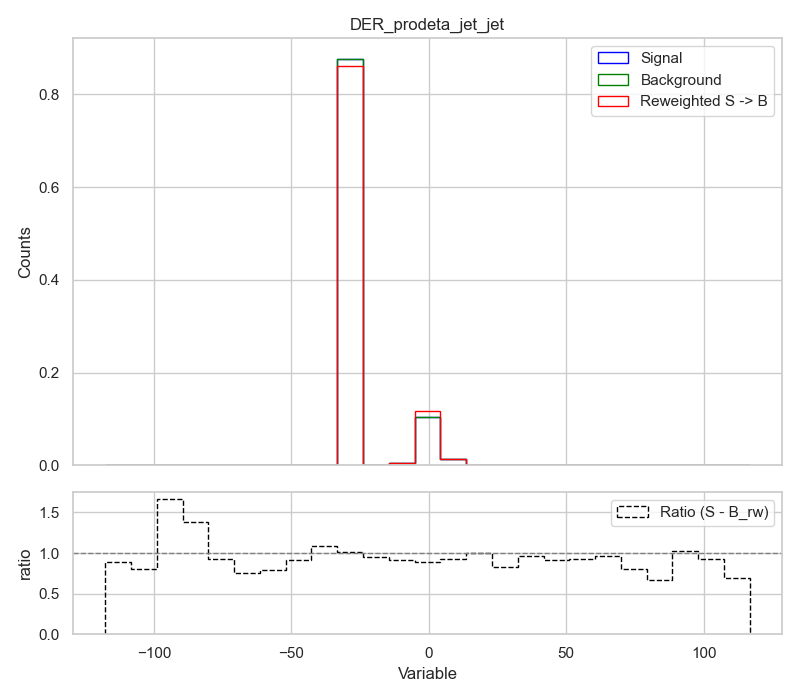 DER_prodeta_jet_jet
Signal
Background
Reweighted S -> B
Counts
0.8
0.6
0.4
0.2
0.0
Ratio (S - B_rw)
ratio
1.5
1.0
0.5
0.0
−100
−50
0
50
100
Variable